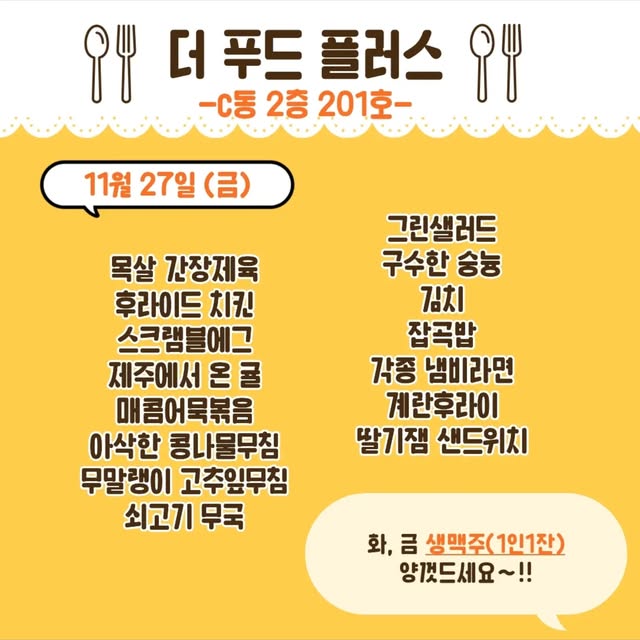 더 푸드 플러스
-C동 2층 201호-
11월 27일 (금)
목살 간장제육
후라이드 치킨
스크램블에그
제주에서 온 귤
매콤어묵볶음
아삭한 콩나물무침
무말랭이 고추잎무침
쇠고기 무국
그린샐러드
구수한 숭늉
김치
잡곡밥
각종 냄비라면
계란후라이
딸기잼 샌드위치
화, 금 생맥주(1인1잔)
양껏드세요~!!